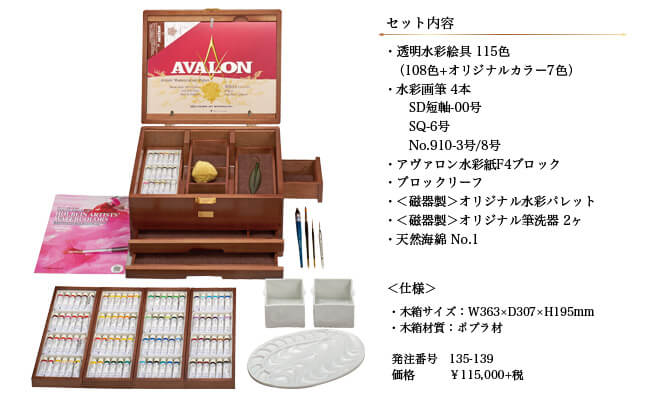 AVALON
HOLBEIN ARTISTS'
WATERCOLORS
セット内容
・透明水彩絵具 115色
（108色+オリジナルカラー7色）
・水彩画筆 4本
SD短軸-00号
SQ-6号
No.910-3号/8号
・アヴァロン水彩紙F4ブロック
・ブロックリーフ
・＜磁器製＞オリジナル水彩パレット
・＜磁器製＞オリジナル筆洗器 2ヶ
・天然海綿 No.1
＜仕様＞
・木箱サイズ：W363×D307×H195mm
・木箱材質：ポプラ材
発注番号　135-139
価格　￥115,000+税